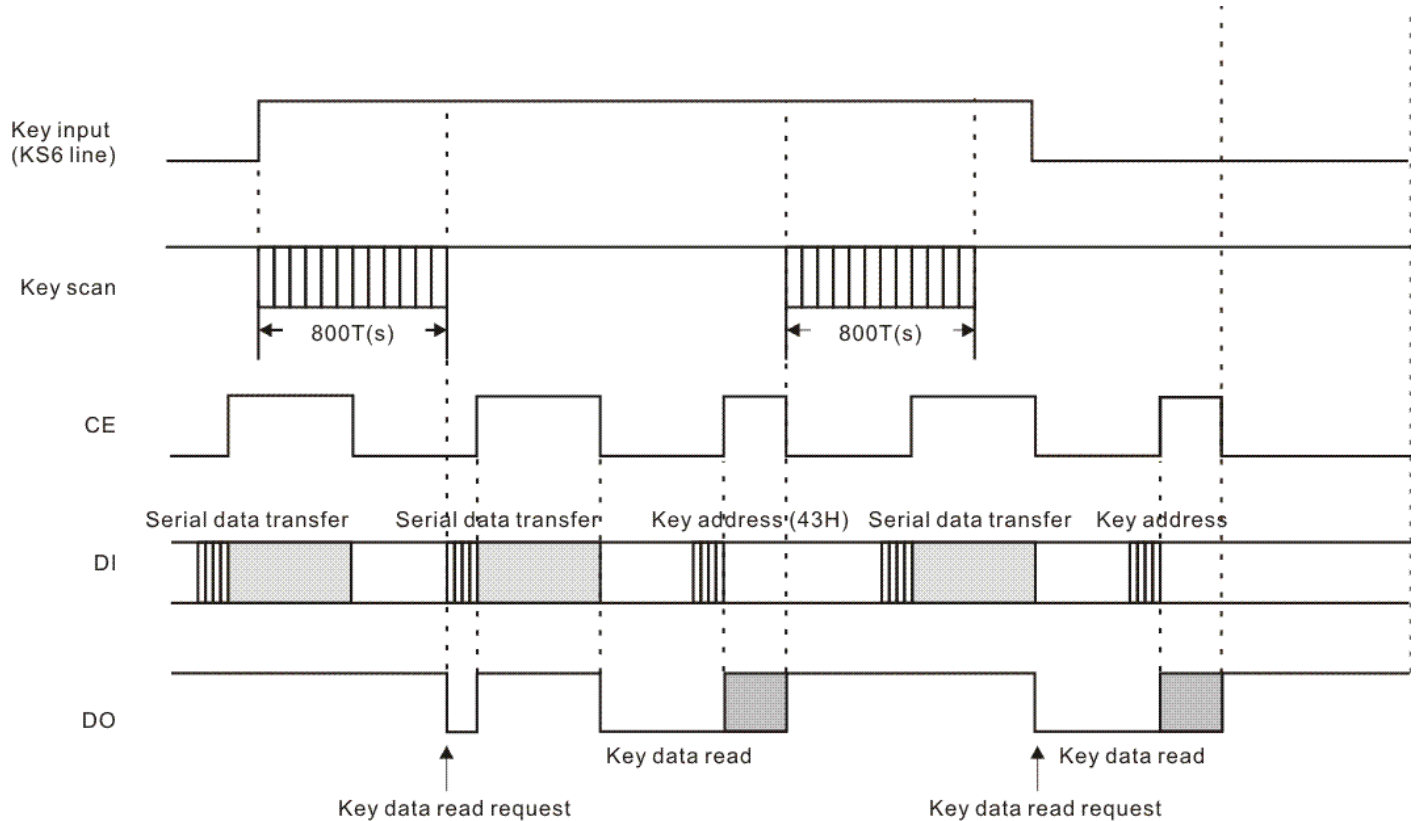 Key input
(KS6 line)
Key scan
800T(s)
800T(s)
CE
Serial data transfer
Serial data transfer
Key address (43H)
Serial data transfer
Key address
DI
DO
Key data read
Key data read
Key data read request
Key data read request